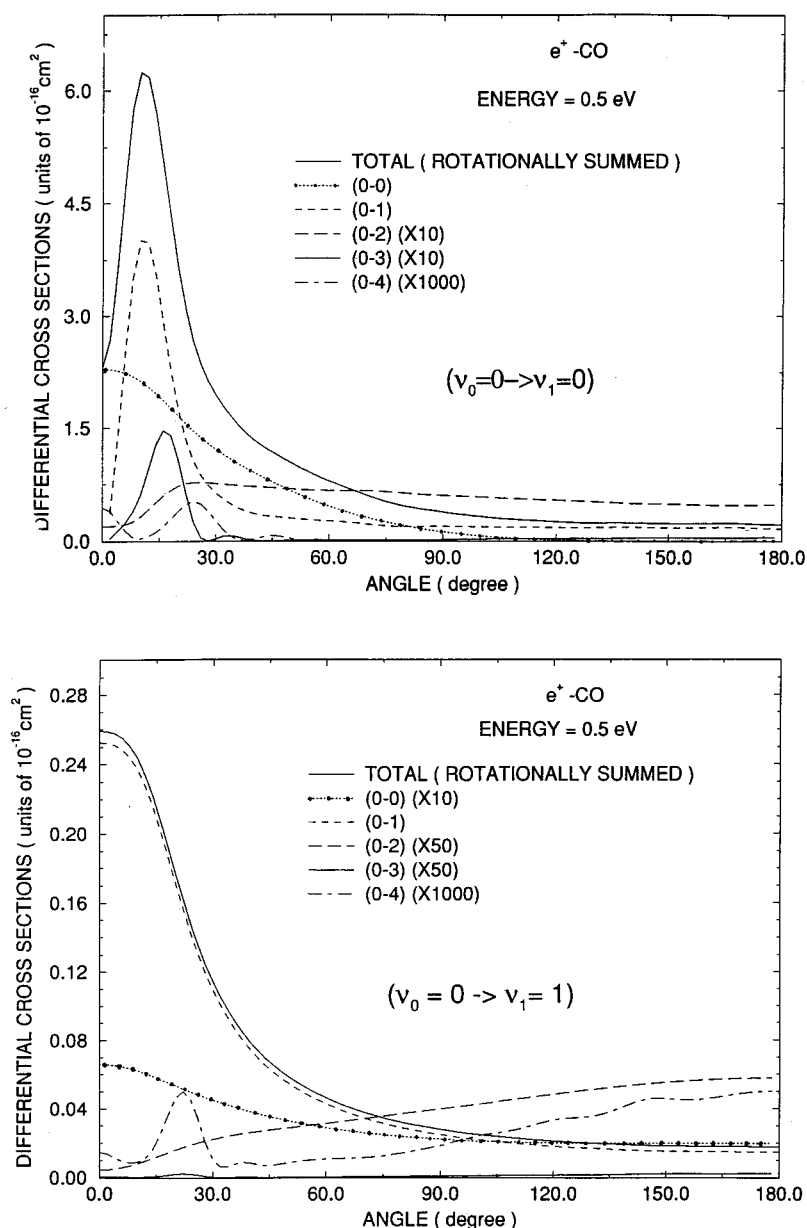 e⁺ -CO
ENERGY = 0.5 eV
TOTAL ( ROTATIONALLY SUMMED )
(0-0)
(0-1)
(0-2) (X10)
(0-3) (X10)
(0-4) (X1000)
(ν₀=0–>ν₁=0)
DIFFERENTIAL CROSS SECTIONS ( units of 10⁻¹⁶cm² )
6.0
4.5
3.0
1.5
0.0
0.0 30.0 60.0 90.0 120.0 150.0 180.0
ANGLE ( degree )
e⁺ -CO
ENERGY = 0.5 eV
TOTAL ( ROTATIONALLY SUMMED )
(0-0) (X10)
(0-1)
(0-2) (X50)
(0-3) (X50)
(0-4) (X1000)
(ν₀ = 0 -> ν₁= 1)
DIFFERENTIAL CROSS SECTIONS ( units of 10⁻¹⁶cm² )
0.28
0.24
0.20
0.16
0.12
0.08
0.04
0.00
0.0 30.0 60.0 90.0 120.0 150.0 180.0
ANGLE ( degree )